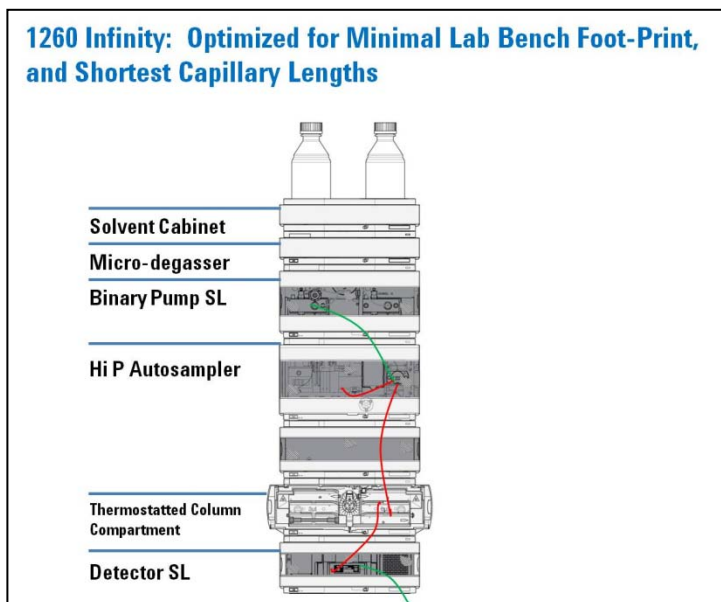 1260 Infinity: Optimized for Minimal Lab Bench Foot-Print,
and Shortest Capillary Lengths
Solvent Cabinet
Micro-degasser
Binary Pump SL
Hi P Autosampler
Thermostatted Column
Compartment
Detector SL